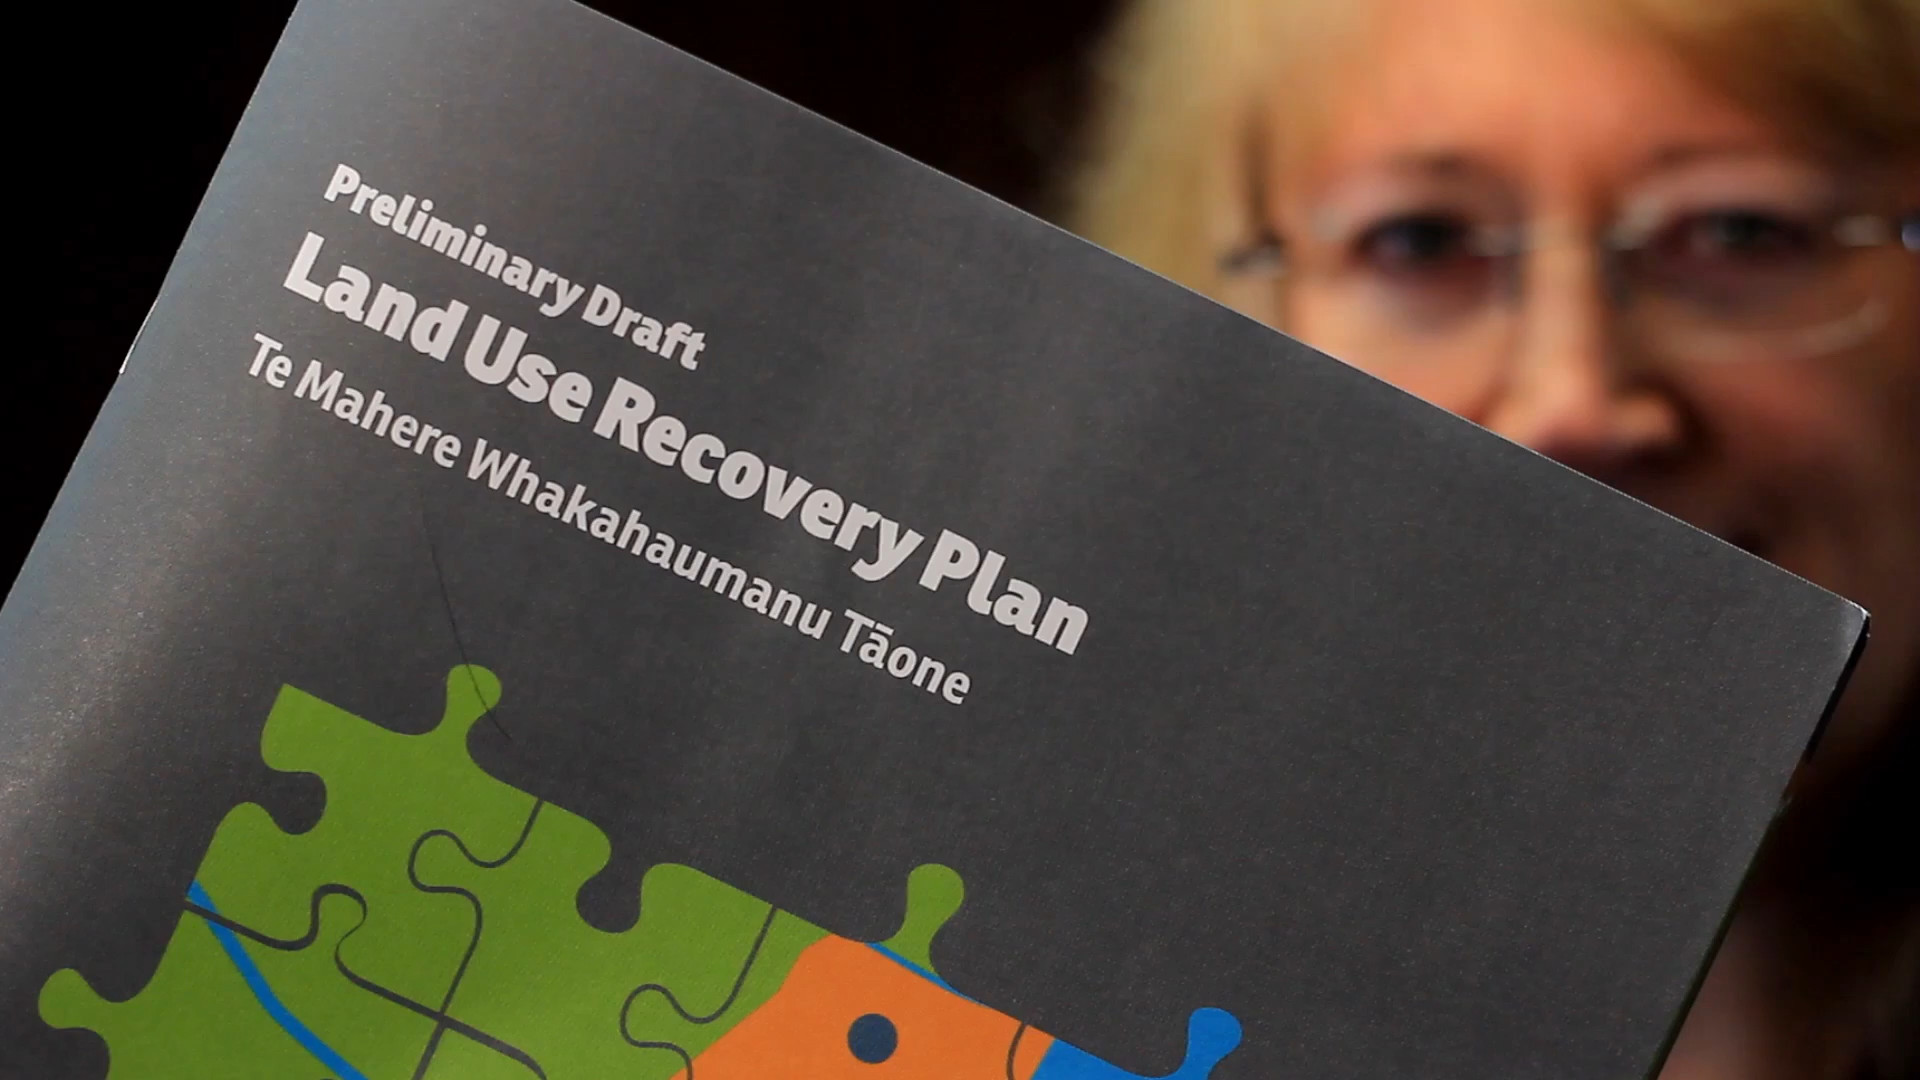 Preliminary Draft
Land Use Recovery Plan
Te Mahere Whakahaumanu Tāone